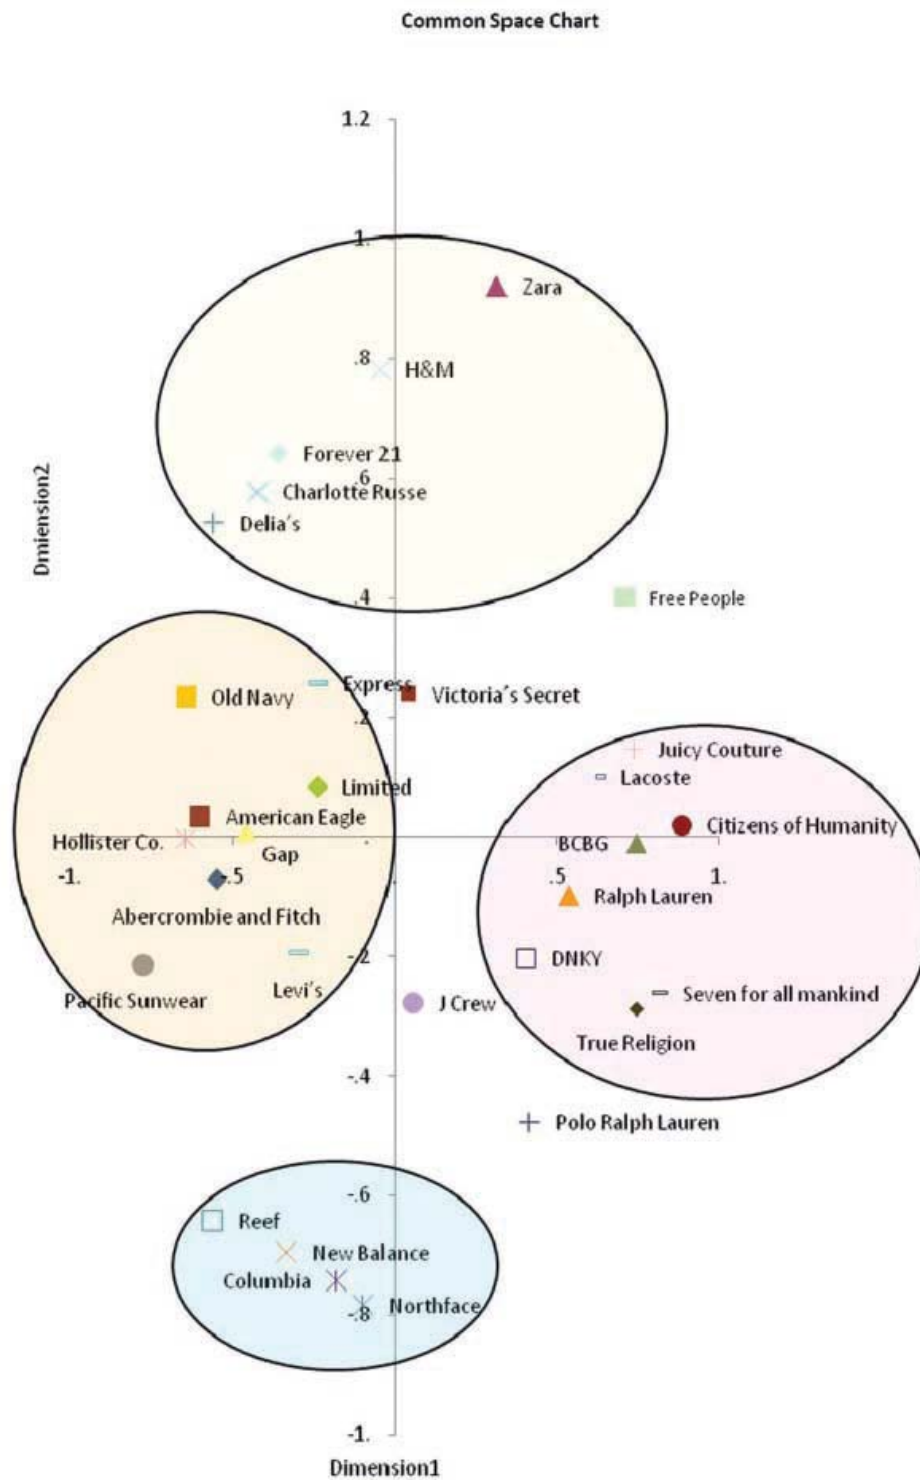 Common Space Chart
1.2
1.
Zara
.8
H&M
Forever 21
.6
Charlotte Russe
Delia´s
Dmiension2
.4
Free People
Express
Old Navy
Victoria´s Secret
.2
Juicy Couture
Lacoste
Limited
American Eagle
Citizens of Humanity
Hollister Co.
BCBG
Gap
-1.
-.5
.
.5
1.
Ralph Lauren
Abercrombie and Fitch
-.2
DNKY
Levi's
Seven for all mankind
Pacific Sunwear
J Crew
True Religion
-.4
Polo Ralph Lauren
-.6
Reef
New Balance
Columbia
Northface
-.8
-1.
Dimension1